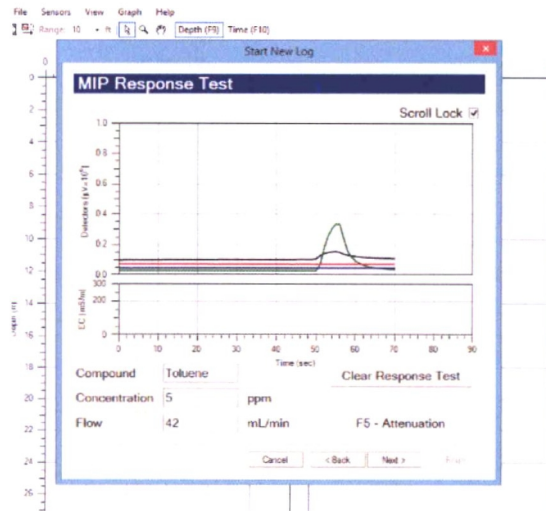 File Sensors View Graph Help
Range: 10 ft Depth (F9) Time (F10)
Start New Log
MIP Response Test
Scroll Lock
1.0
0.8
0.6
0.4
0.2
0.0
Detectors (µV×10⁶)
300
200
100
0
EC (mS/m)
0 10 20 30 40 50 60 70 80 90
Time (sec)
Compound Toluene Clear Response Test
Concentration 5 ppm
Flow 42 mL/min F5 - Attenuation
Cancel < Back Next >
0
0
2
4
6
8
10
12
14
16
18
20
22
24
26